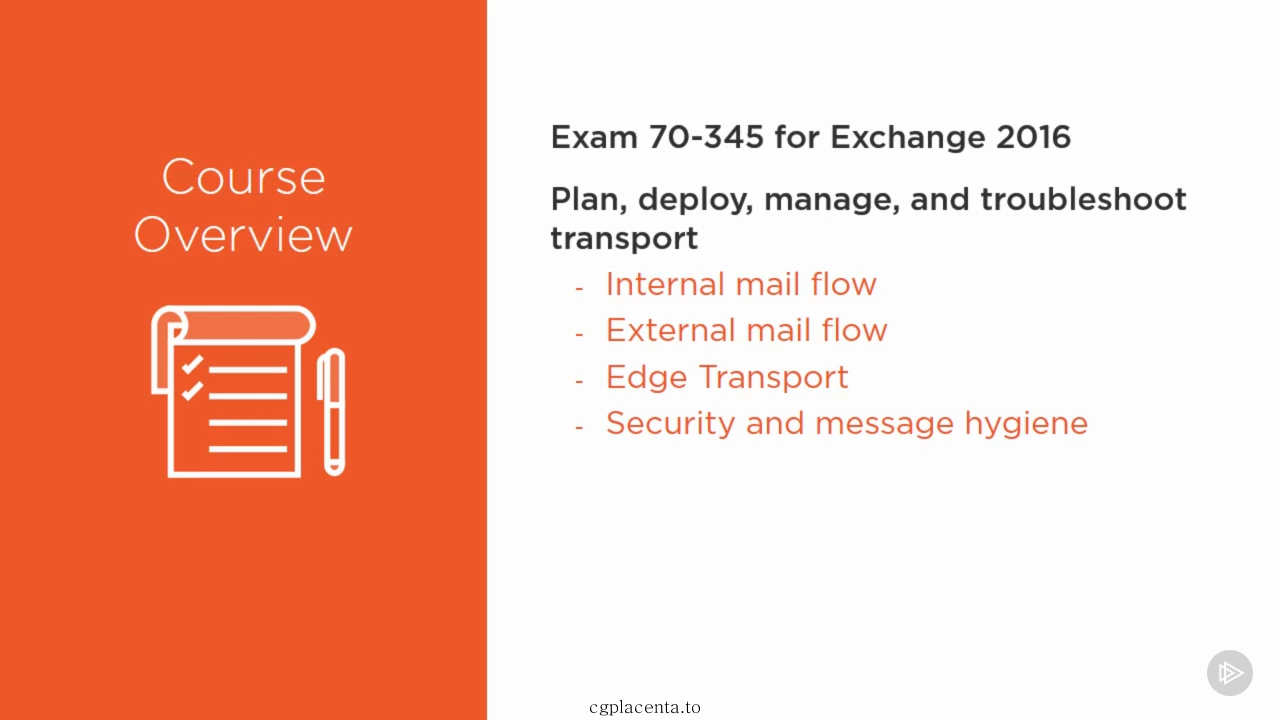 Course
Overview
Exam 70-345 for Exchange 2016
Plan, deploy, manage, and troubleshoot
transport
- Internal mail flow
- External mail flow
- Edge Transport
- Security and message hygiene
cgplacenta.to